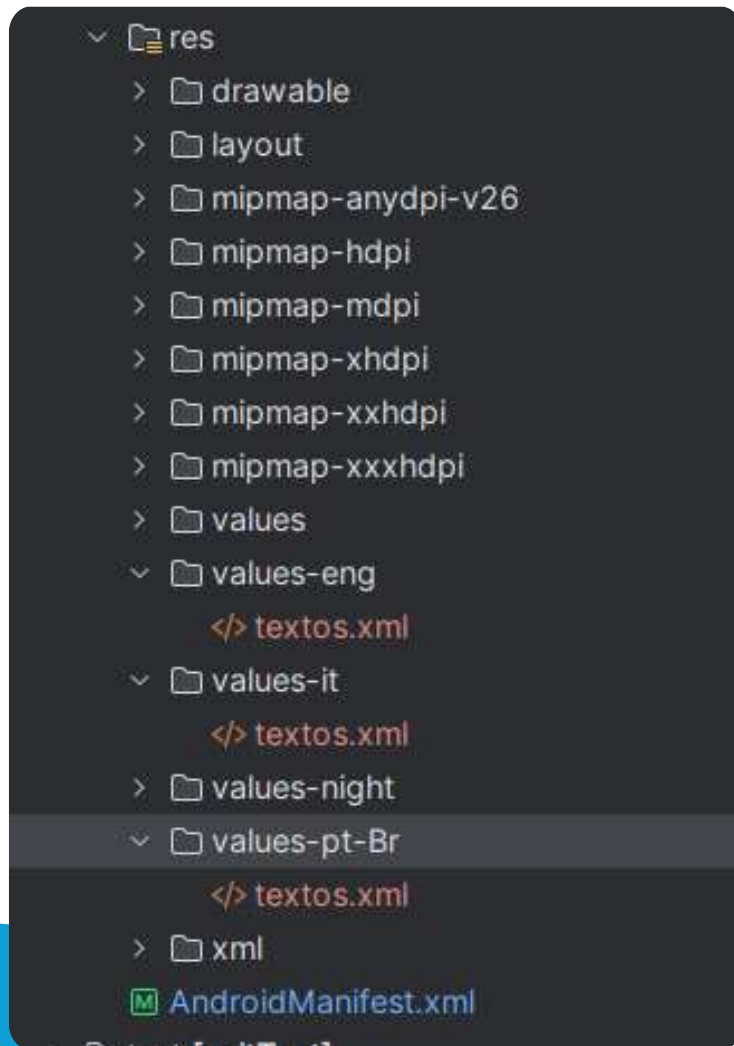 res
drawable
layout
mipmap-anydpi-v26
mipmap-hdpi
mipmap-mdpi
mipmap-xhdpi
mipmap-xxhdpi
mipmap-xxxhdpi
values
values-eng
</> textos.xml
values-it
</> textos.xml
values-night
values-pt-Br
</> textos.xml
xml
M AndroidManifest.xml